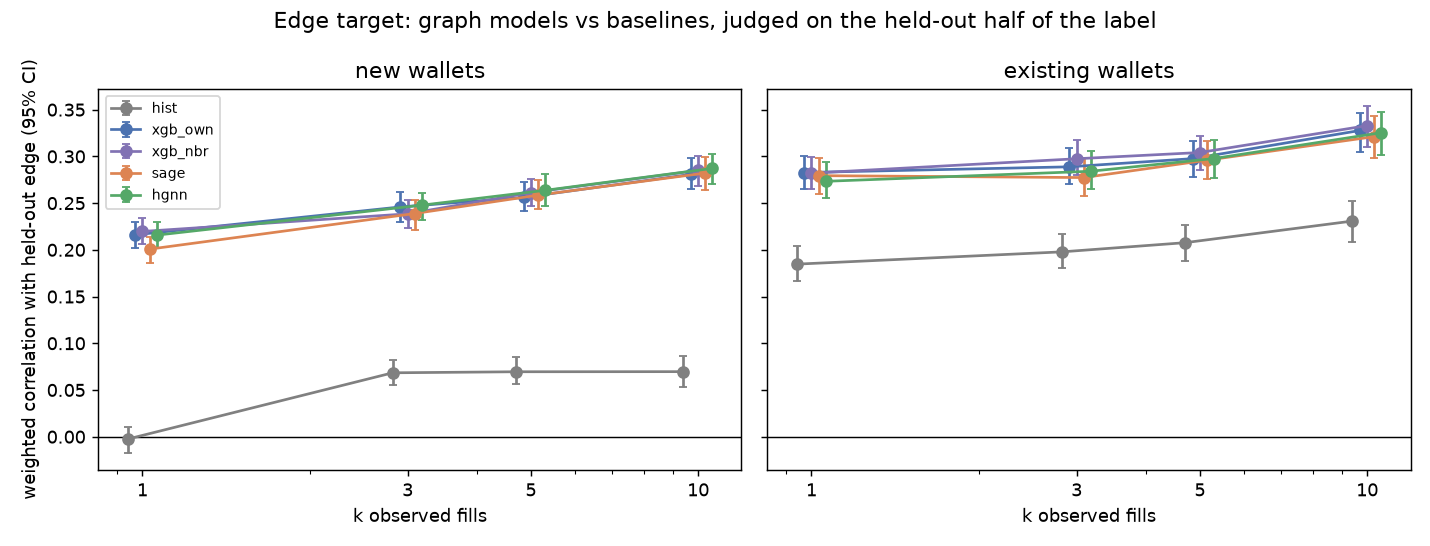 Edge target: graph models vs baselines, judged on the held-out half of the label
new wallets
existing wallets
weighted correlation with held-out edge (95% CI)
0.35
0.30
0.25
0.20
0.15
0.10
0.05
0.00
hist
xgb_own
xgb_nbr
sage
hgnn
1
3
5
10
k observed fills
1
3
5
10
k observed fills